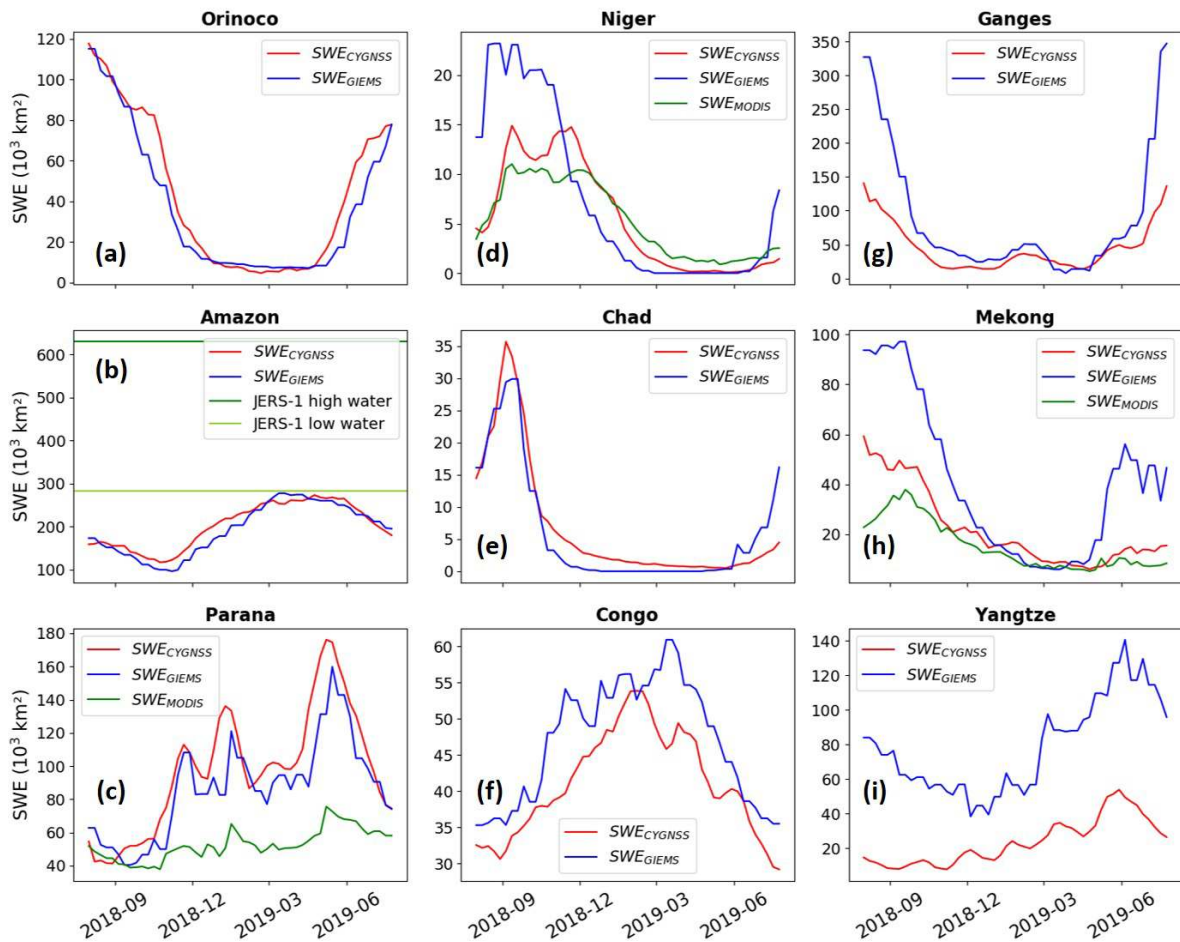 Orinoco
SWE (10³ km²)
120
100
80
60
40
20
0
SWE_CYGNSS
SWE_GIEMS
(a)
Niger
20
15
10
5
0
SWE_CYGNSS
SWE_GIEMS
SWE_MODIS
(d)
Ganges
350
300
250
200
150
100
50
0
SWE_CYGNSS
SWE_GIEMS
(g)
Amazon
SWE (10³ km²)
600
500
400
300
200
100
SWE_CYGNSS
SWE_GIEMS
JERS-1 high water
JERS-1 low water
(b)
Chad
35
30
25
20
15
10
5
0
SWE_CYGNSS
SWE_GIEMS
(e)
Mekong
100
80
60
40
20
SWE_CYGNSS
SWE_GIEMS
SWE_MODIS
(h)
Parana
SWE (10³ km²)
180
160
140
120
100
80
60
40
SWE_CYGNSS
SWE_GIEMS
SWE_MODIS
(c)
2018-09
2018-12
2019-03
2019-06
Congo
60
55
50
45
40
35
30
SWE_CYGNSS
SWE_GIEMS
(f)
2018-09
2018-12
2019-03
2019-06
Yangtze
140
120
100
80
60
40
20
SWE_CYGNSS
SWE_GIEMS
(i)
2018-09
2018-12
2019-03
2019-06